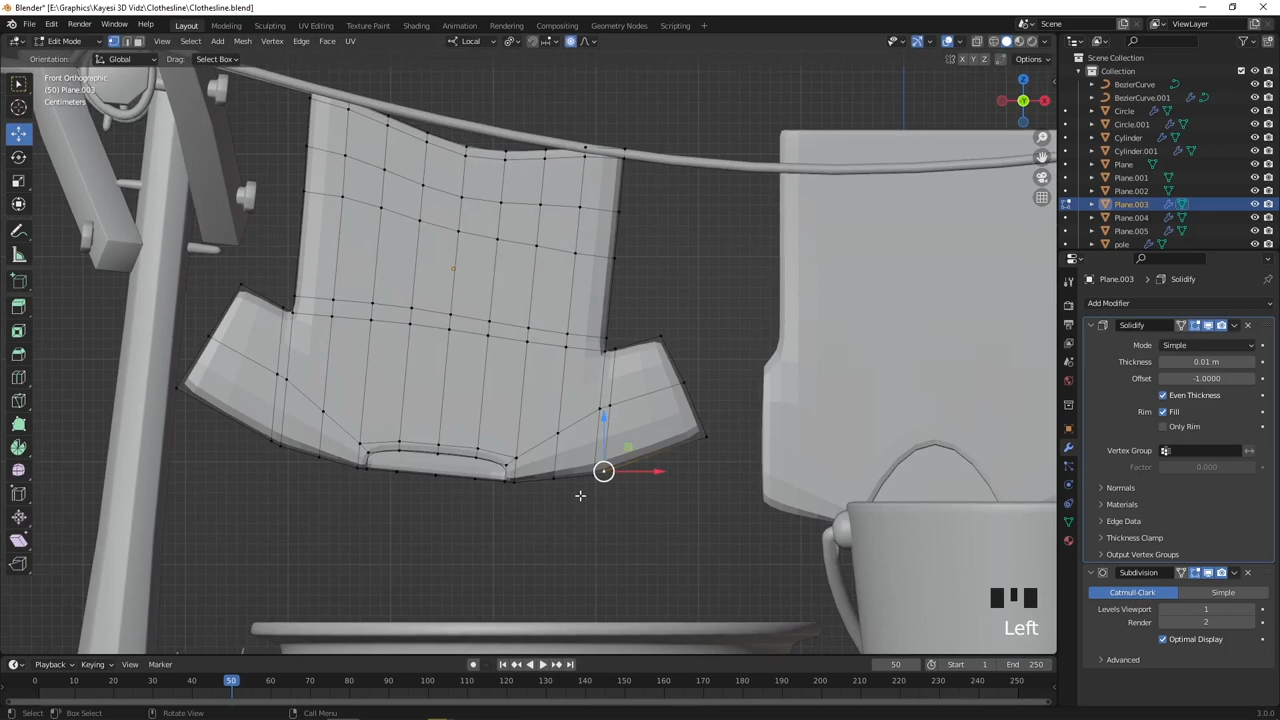 Blender* [E:\Graphics\Kayesi 3D Vidz\Clothesline\Clothesline.blend]
File Edit Render Window Help Layout Modeling Sculpting UV Editing Texture Paint Shading Animation Rendering Compositing Geometry Nodes Scripting + Scene ViewLayer
Edit Mode View Select Add Mesh Vertex Edge Face UV Local
Orientation: Global Drag: Select Box X Y Z Options
Front Orthographic
(50) Plane.003
Centimeters
Z
X
Y
Scene Collection
Collection
BezierCurve
BezierCurve.001
Circle
Circle.001
Cylinder
Cylinder.001
Plane
Plane.001
Plane.002
Plane.003
Plane.004
Plane.005
pole
Plane.003 > Solidify
Add Modifier
Solidify
Mode Simple
Thickness 0.01 m
Offset -1.0000
Even Thickness
Rim Fill
Only Rim
Vertex Group
Factor 0.000
Normals
Materials
Edge Data
Thickness Clamp
Output Vertex Groups
Subdivision
Catmull-Clark Simple
Levels Viewport 1
Render 2
Optimal Display
Advanced
Left
Playback Keying View Marker 50 Start 1 End 250
0 10 20 30 40 50 60 70 80 90 100 110 120 130 140 150 160 170 180 190 200 210 220 230 240 250
Select Box Select Rotate View Call Menu 3.0.0